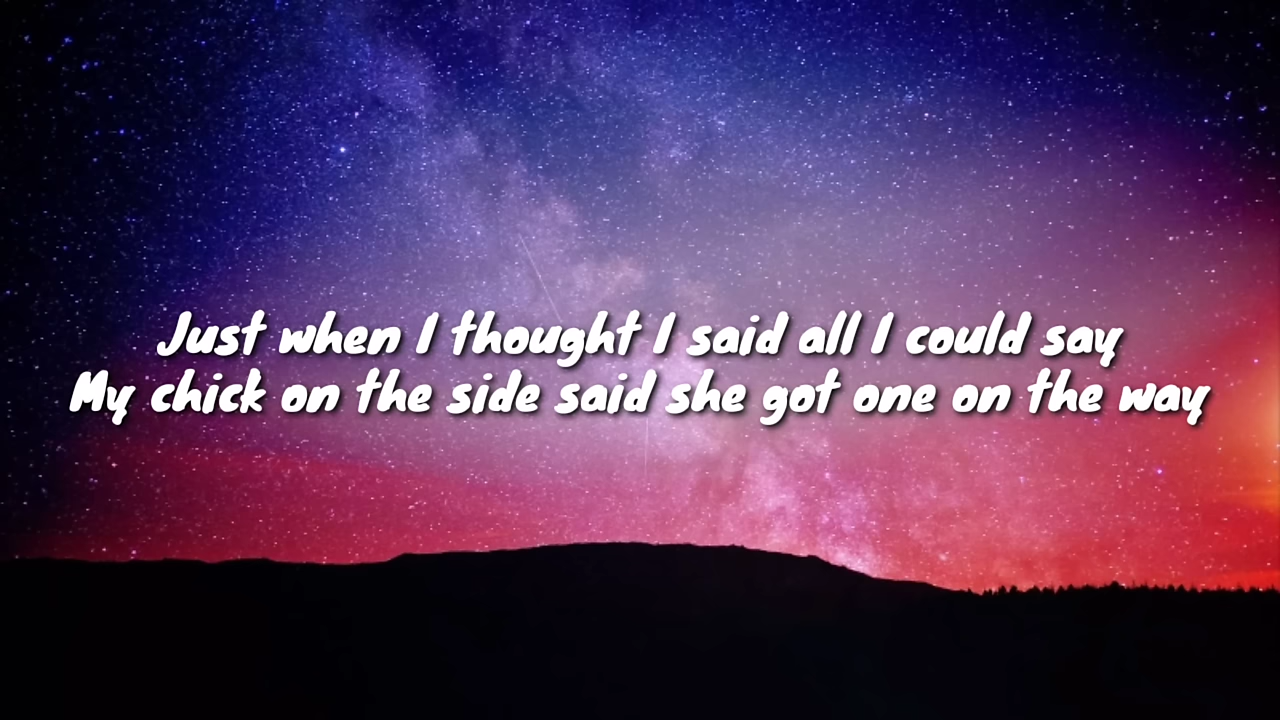 Just when I thought I said all I could say
My chick on the side said she got one on the way